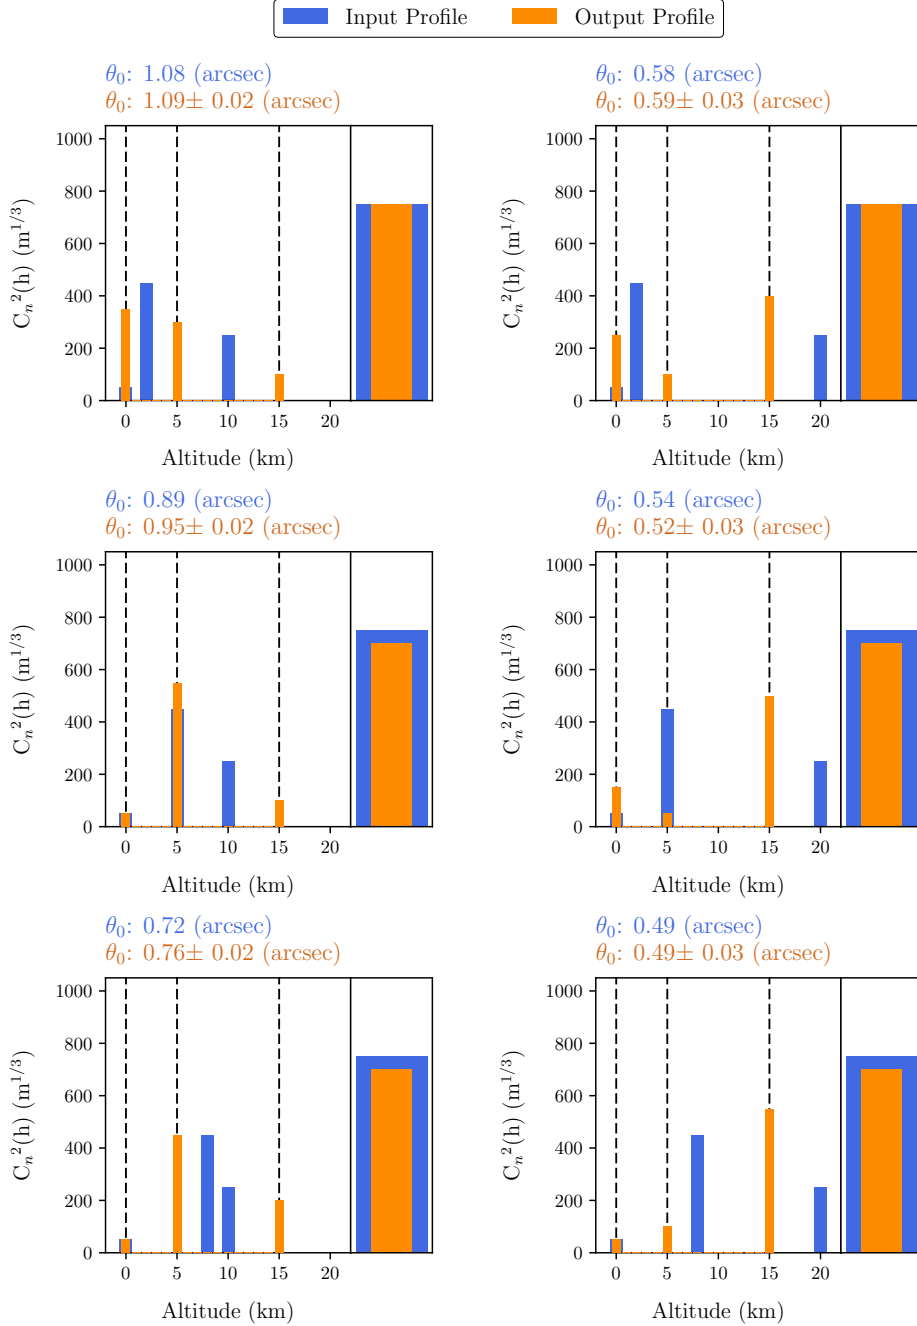 Input Profile Output Profile
θ₀: 1.08 (arcsec)
θ₀: 1.09± 0.02 (arcsec)
1000
800
600
400
200
0
Cₙ²(h) (m¹/³)
0 5 10 15 20
Altitude (km)
θ₀: 0.58 (arcsec)
θ₀: 0.59± 0.03 (arcsec)
1000
800
600
400
200
0
Cₙ²(h) (m¹/³)
0 5 10 15 20
Altitude (km)
θ₀: 0.89 (arcsec)
θ₀: 0.95± 0.02 (arcsec)
1000
800
600
400
200
0
Cₙ²(h) (m¹/³)
0 5 10 15 20
Altitude (km)
θ₀: 0.54 (arcsec)
θ₀: 0.52± 0.03 (arcsec)
1000
800
600
400
200
0
Cₙ²(h) (m¹/³)
0 5 10 15 20
Altitude (km)
θ₀: 0.72 (arcsec)
θ₀: 0.76± 0.02 (arcsec)
1000
800
600
400
200
0
Cₙ²(h) (m¹/³)
0 5 10 15 20
Altitude (km)
θ₀: 0.49 (arcsec)
θ₀: 0.49± 0.03 (arcsec)
1000
800
600
400
200
0
Cₙ²(h) (m¹/³)
0 5 10 15 20
Altitude (km)